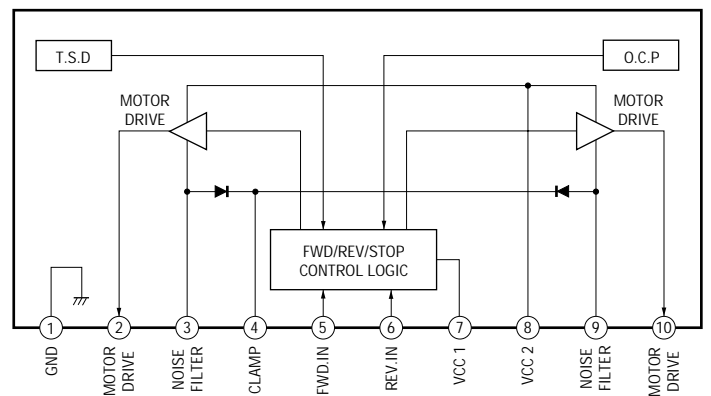 T.S.D
O.C.P
MOTOR
DRIVE
MOTOR
DRIVE
FWD/REV/STOP
CONTROL LOGIC
1
2
3
4
5
6
7
8
9
10
GND
MOTOR
DRIVE
NOISE
FILTER
CLAMP
FWD.IN
REV.IN
VCC 1
VCC 2
NOISE
FILTER
MOTOR
DRIVE